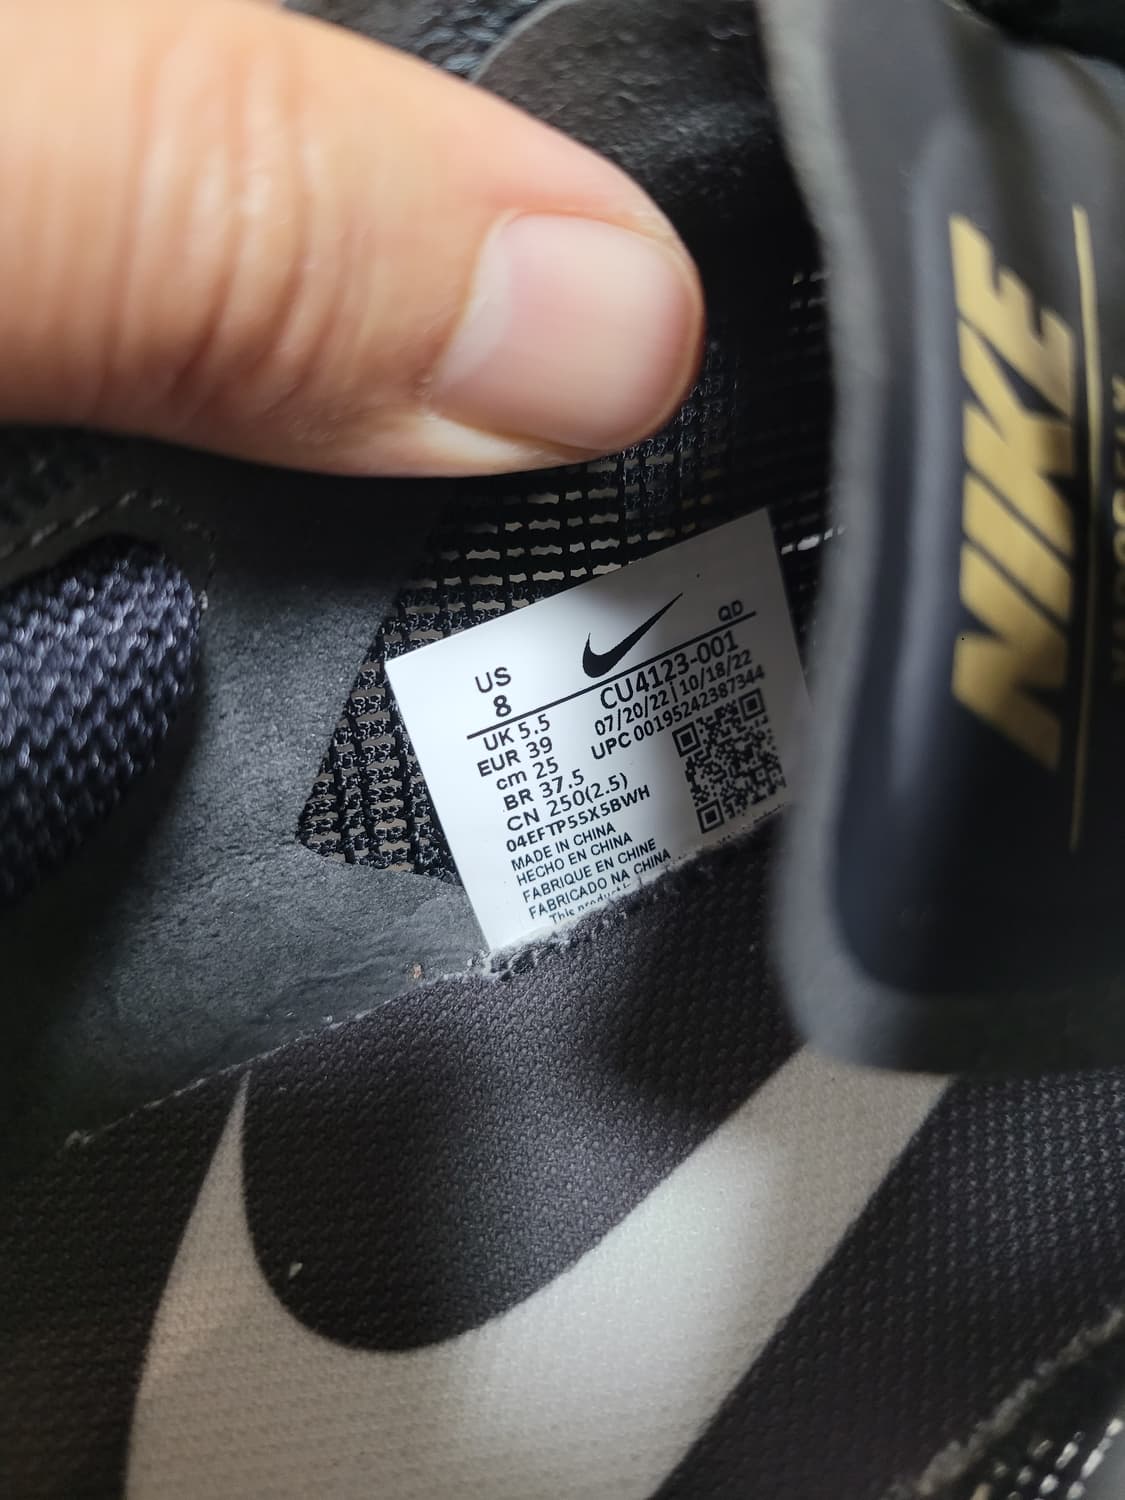 US
8
UK 5.5
EUR 39
cm 25
BR 37.5
CN 250(2.5)
04EFTP55X5BWH
MADE IN CHINA
HECHO EN CHINA
FABRIQUE EN CHINE
FABRICADO NA CHINA
This
QD
CU4123-001
07/20/22 | 10/18/22
UPC 00195242387344
NIKE